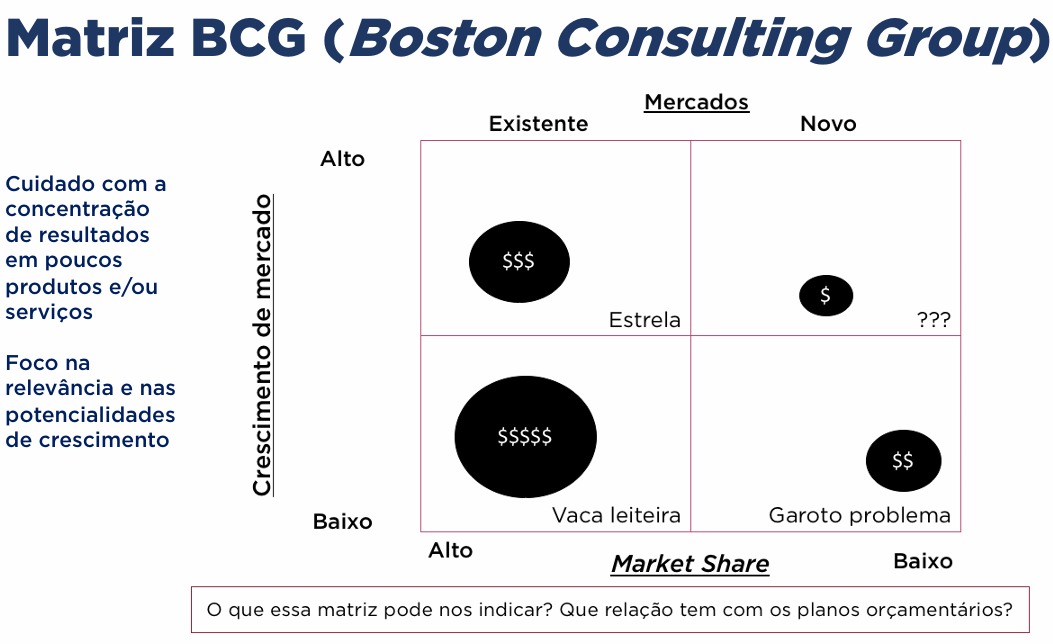 Matriz BCG (Boston Consulting Group)
Mercados
Existente
Novo
Alto
Cuidado com a
concentração
de resultados
em poucos
produtos e/ou
serviços
Foco na
relevância e nas
potencialidades
de crescimento
Crescimento de mercado
$$$
Estrela
$
???
$$$$$
Vaca leiteira
$$
Garoto problema
Baixo
Alto
Market Share
Baixo
O que essa matriz pode nos indicar? Que relação tem com os planos orçamentários?